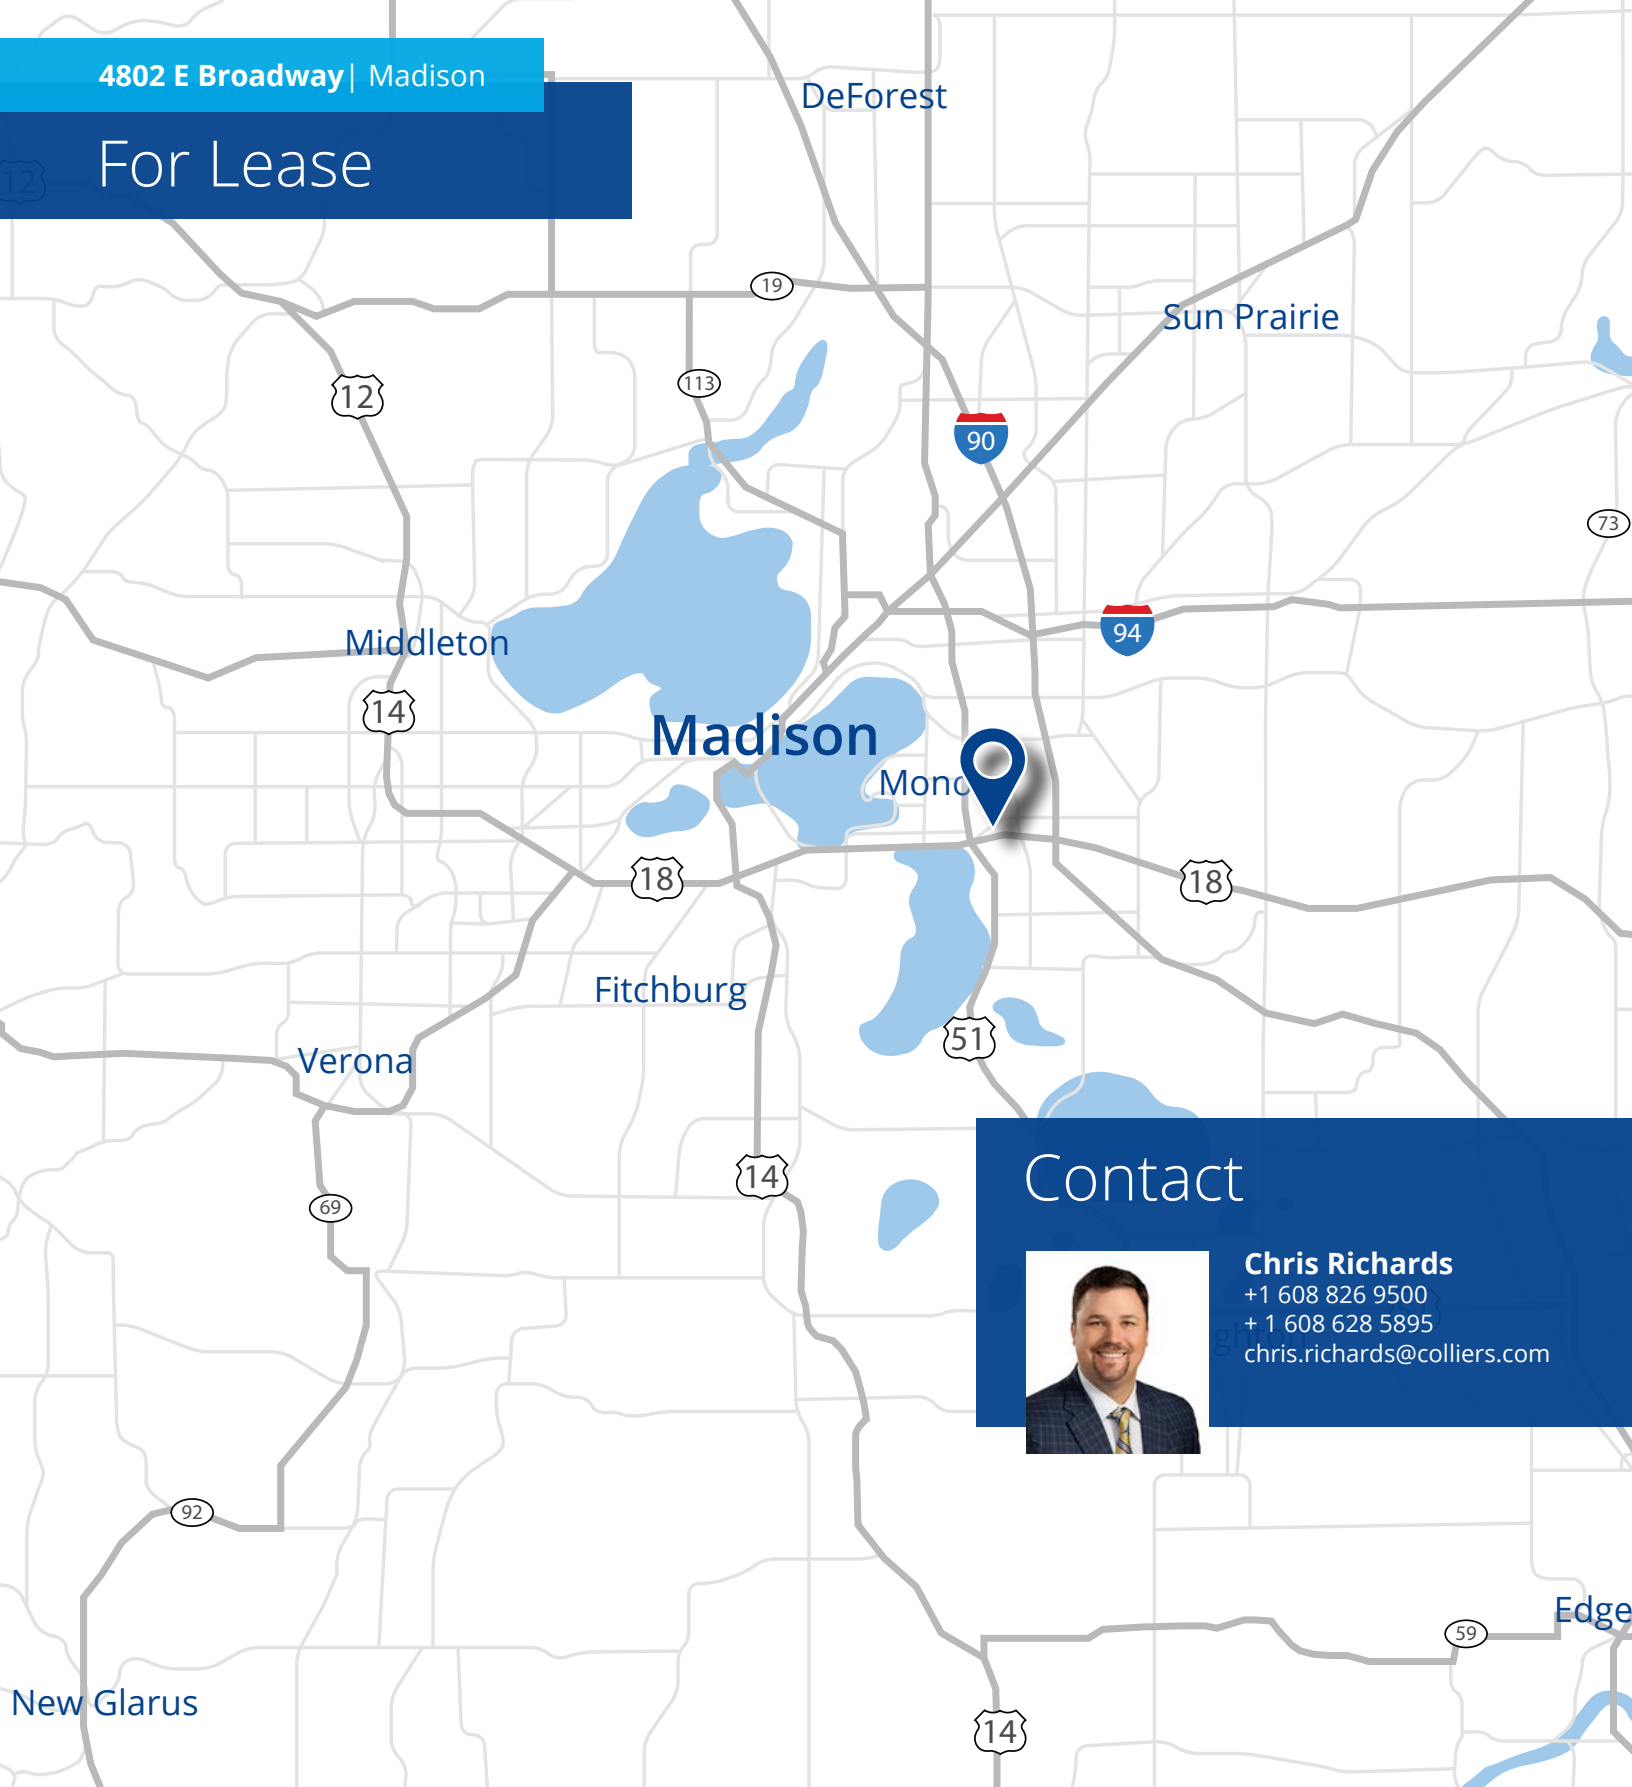 4802 E Broadway| Madison
For Lease
12
DeForest
19
Sun Prairie
113
12
90
73
94
Middleton
14
Madison
18
18
Fitchburg
51
Verona
14
69
Contact
Chris Richards
+1 608 826 9500
+ 1 608 628 5895
chris.richards@colliers.com
92
59
New Glarus
14